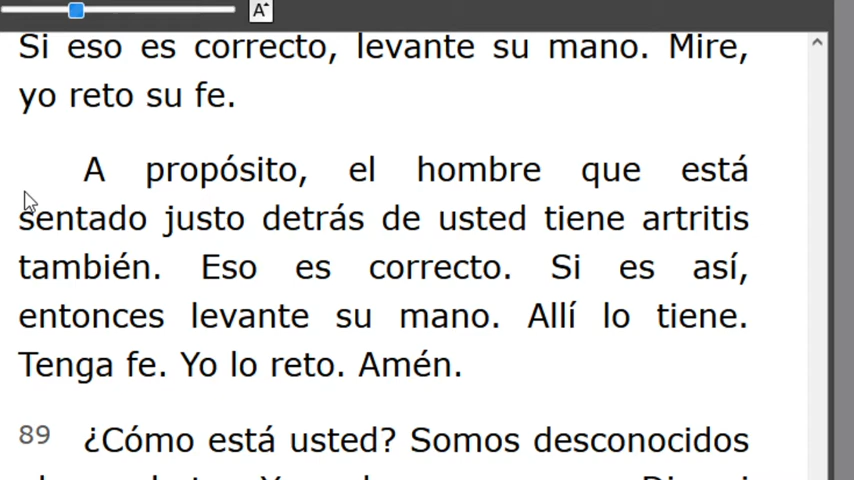 A
Si eso es correcto, levante su mano. Mire,
yo reto su fe.
A propósito, el hombre que está
sentado justo detrás de usted tiene artritis
también. Eso es correcto. Si es así,
entonces levante su mano. Allí lo tiene.
Tenga fe. Yo lo reto. Amén.
89 ¿Cómo está usted? Somos desconocidos